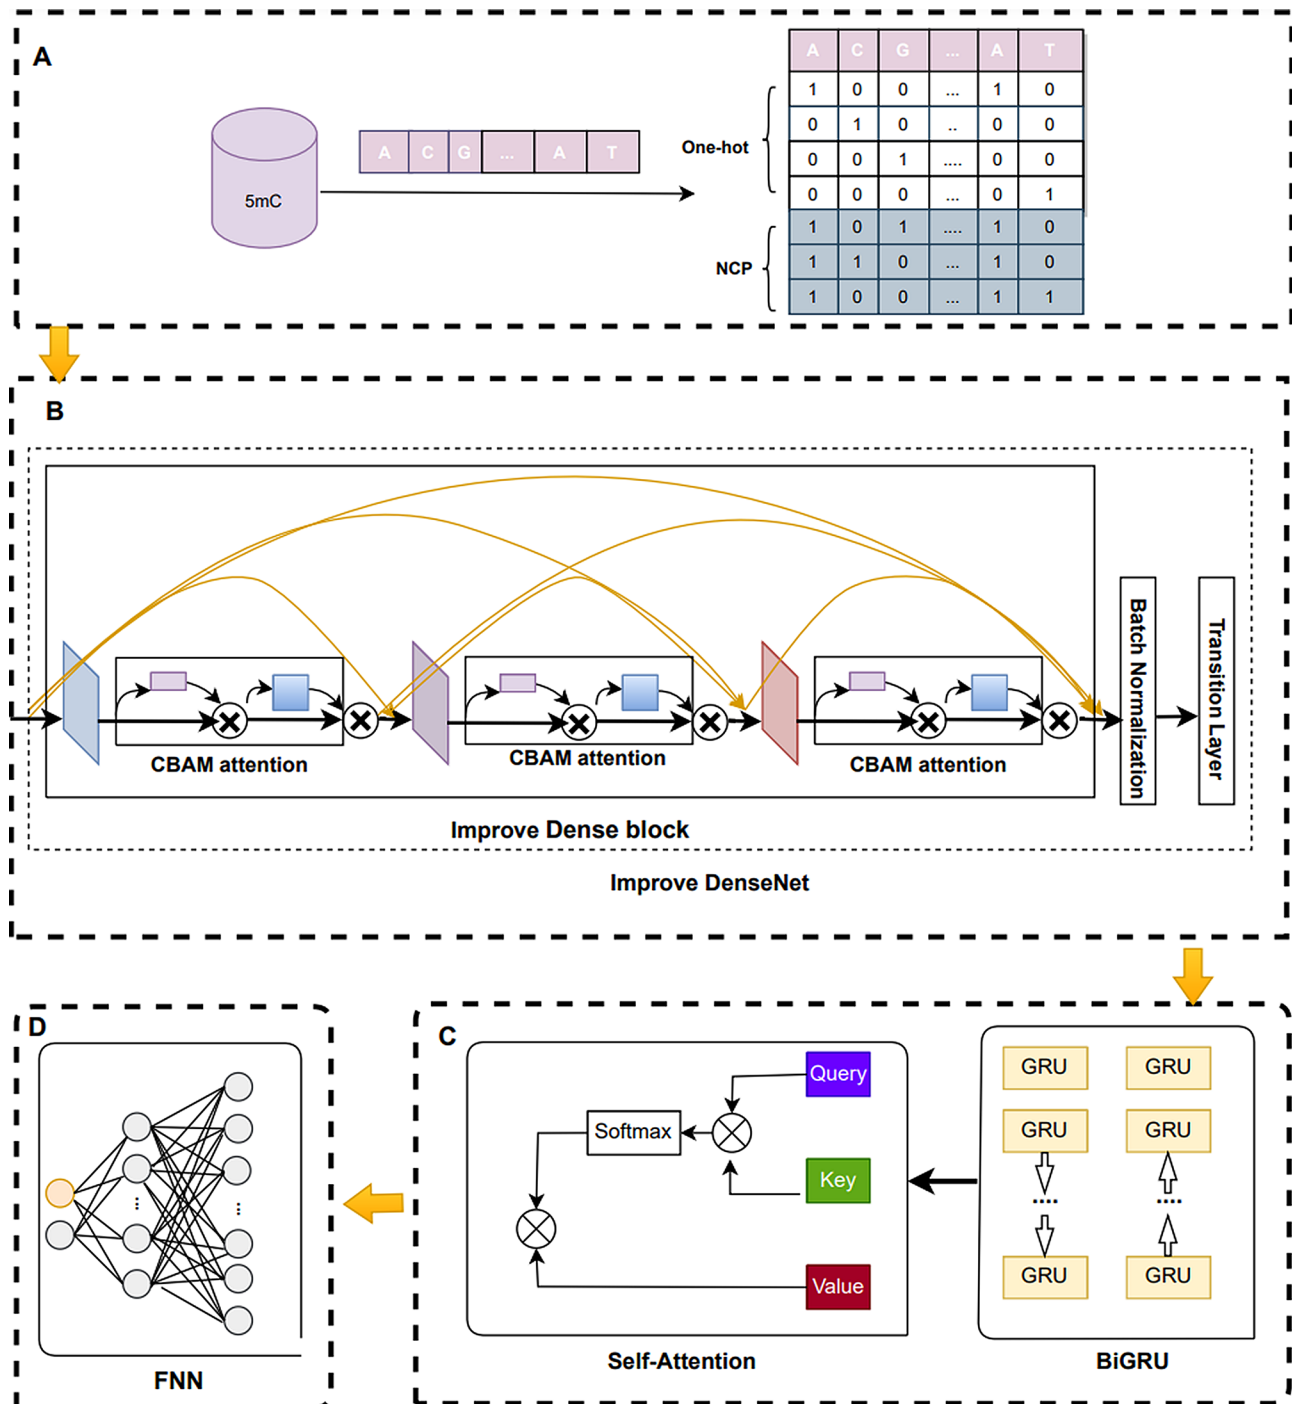 A
A C G ... A T
1 0 0 ... 1 0
0 1 0 .. 0 0
One-hot
0 0 1 .... 0 0
0 0 0 ... 0 1
A C G ... A T
5mC
1 0 1 .... 1 0
NCP
1 1 0 ... 1 0
1 0 0 ... 1 1
B
CBAM attention
CBAM attention
CBAM attention
Batch Normalization
Transition Layer
Improve Dense block
Improve DenseNet
D
...
...
FNN
C
Query
Softmax
Key
Value
Self-Attention
GRU GRU
GRU GRU
.... ....
GRU GRU
BiGRU